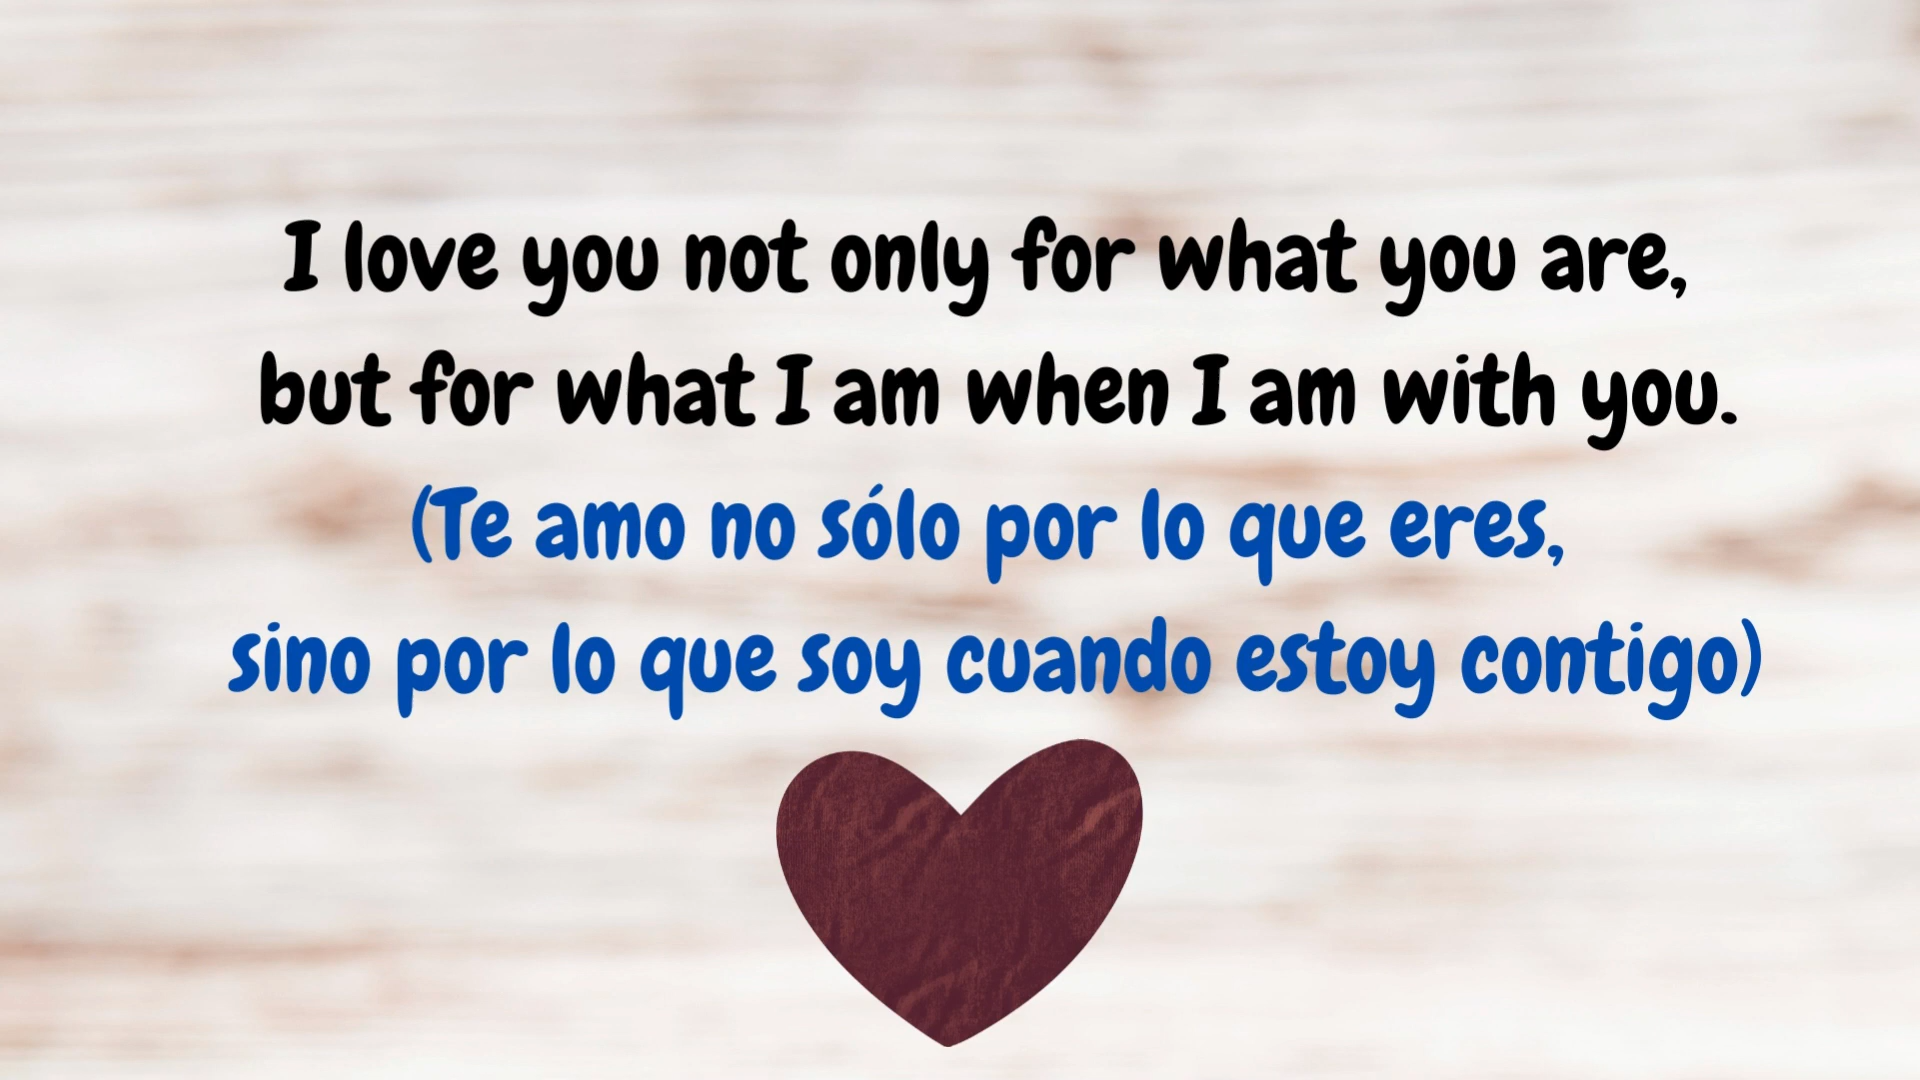 I love you not only for what you are,
but for what I am when I am with you.
(Te amo no sólo por lo que eres,
sino por lo que soy cuando estoy contigo)